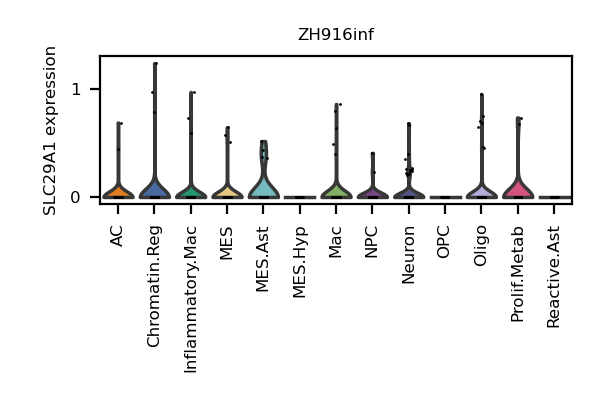 ZH916inf
SLC29A1 expression
1
0
AC
Chromatin.Reg
Inflammatory.Mac
MES
MES.Ast
MES.Hyp
Mac
NPC
Neuron
OPC
Oligo
Prolif.Metab
Reactive.Ast